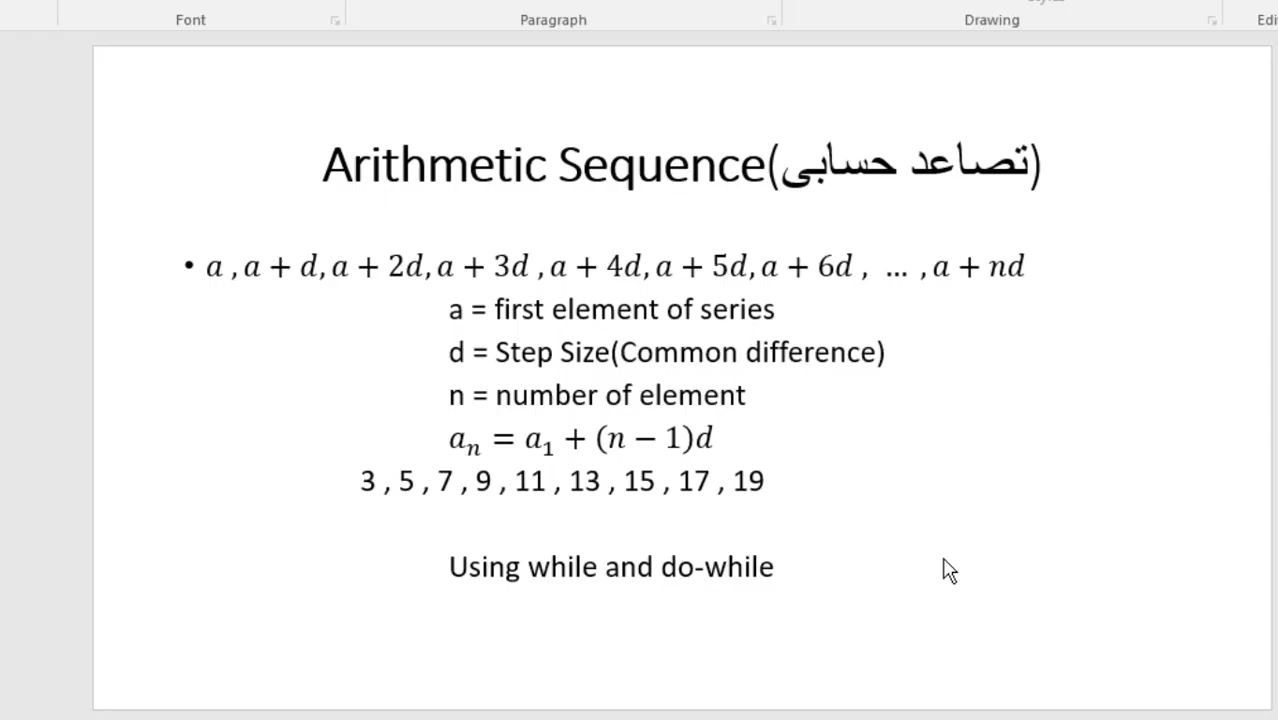 Font Paragraph Drawing
Arithmetic Sequence(تصاعد حسابی)
• a , a + d, a + 2d, a + 3d , a + 4d, a + 5d, a + 6d , … , a + nd
a = first element of series
d = Step Size(Common difference)
n = number of element
aₙ = a₁ + (n − 1)d
3 , 5 , 7 , 9 , 11 , 13 , 15 , 17 , 19
Using while and do-while